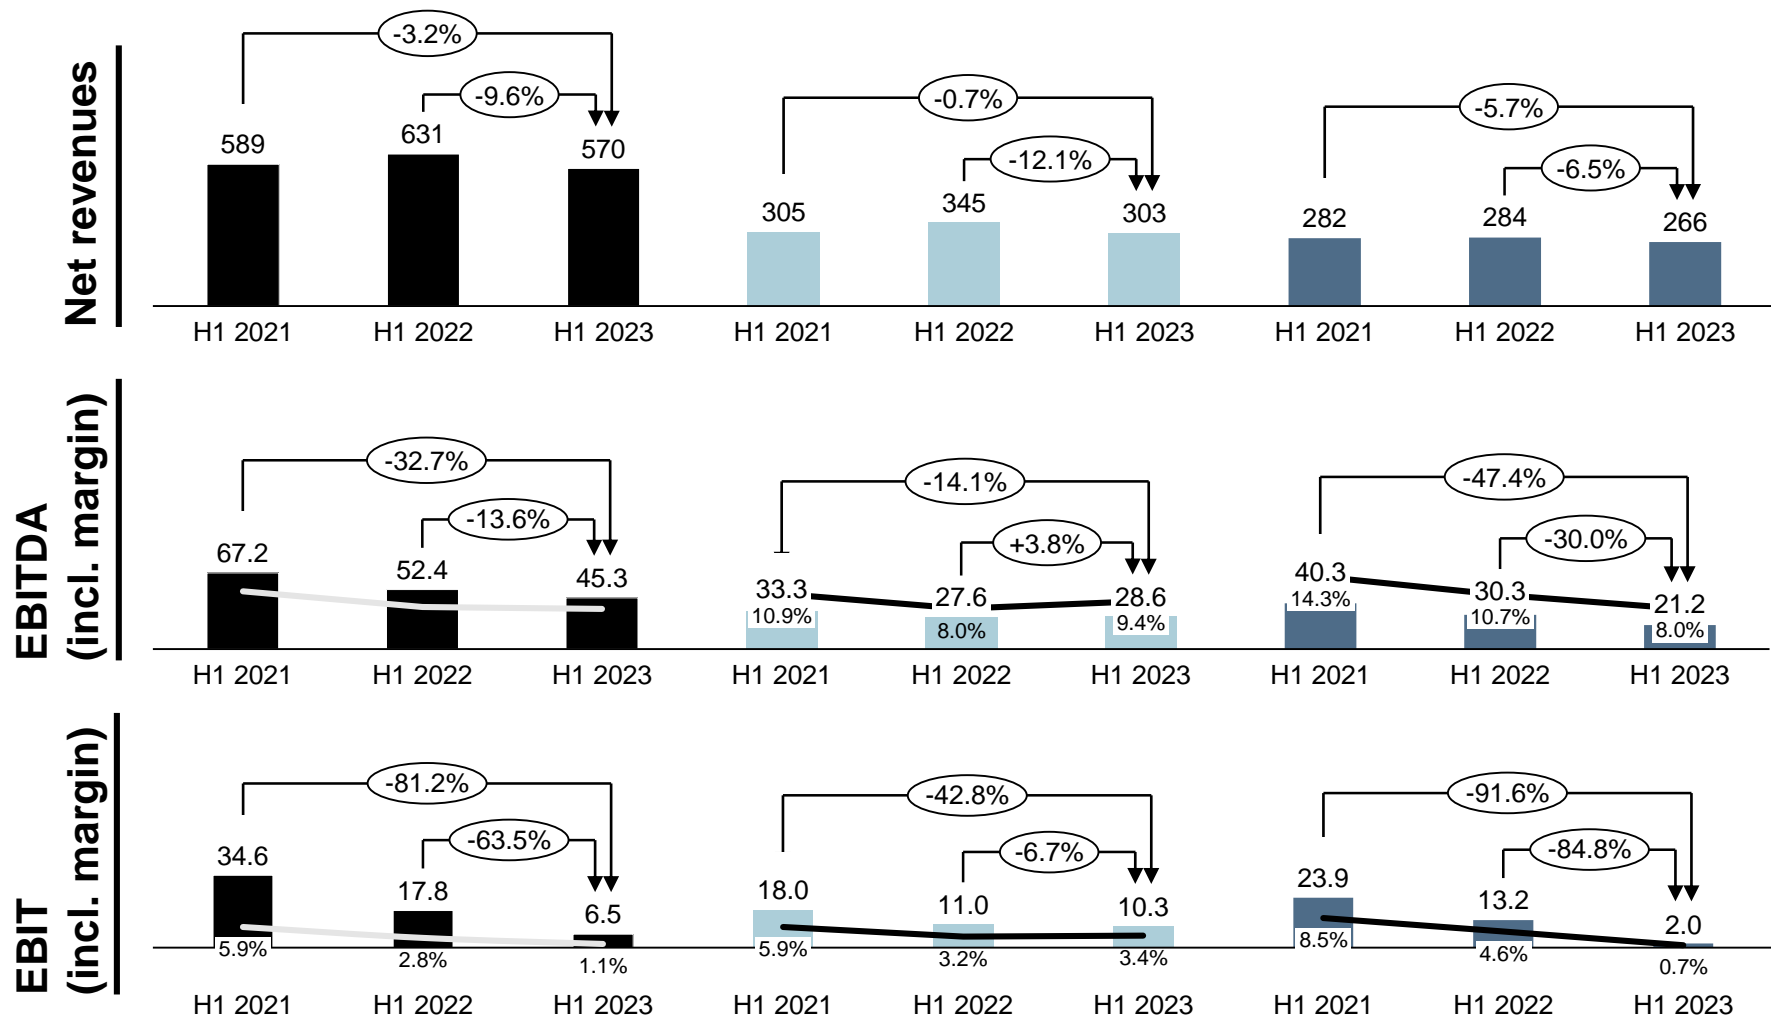 Net revenues
-3.2%
-9.6%
589
631
570
H1 2021
H1 2022
H1 2023
-0.7%
-12.1%
305
345
303
H1 2021
H1 2022
H1 2023
-5.7%
-6.5%
282
284
266
H1 2021
H1 2022
H1 2023
EBITDA
(incl. margin)
-32.7%
-13.6%
67.2
52.4
45.3
H1 2021
H1 2022
H1 2023
-14.1%
+3.8%
33.3
27.6
28.6
10.9%
8.0%
9.4%
H1 2021
H1 2022
H1 2023
-47.4%
-30.0%
40.3
30.3
21.2
14.3%
10.7%
8.0%
H1 2021
H1 2022
H1 2023
EBIT
(incl. margin)
-81.2%
-63.5%
34.6
17.8
6.5
5.9%
2.8%
1.1%
H1 2021
H1 2022
H1 2023
-42.8%
-6.7%
18.0
11.0
10.3
5.9%
3.2%
3.4%
H1 2021
H1 2022
H1 2023
-91.6%
-84.8%
23.9
13.2
2.0
8.5%
4.6%
0.7%
H1 2021
H1 2022
H1 2023